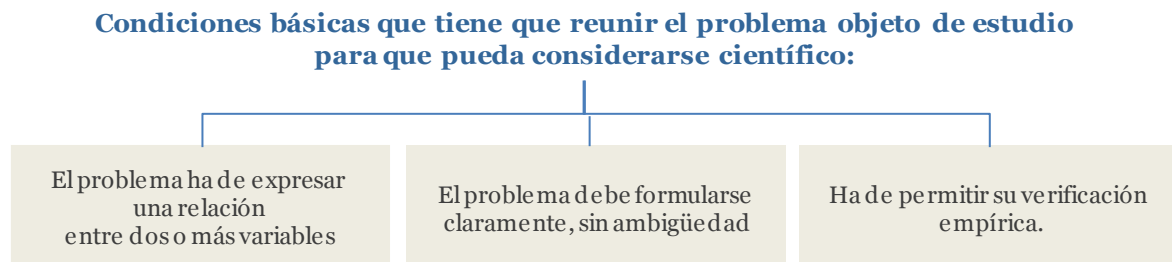 Condiciones básicas que tiene que reunir el problema objeto de estudio
para que pueda considerarse científico:
El problema ha de expresar
una relación
entre dos o más variables
El problema debe formularse
claramente, sin ambigüedad
Ha de permitir su verificación
empírica.